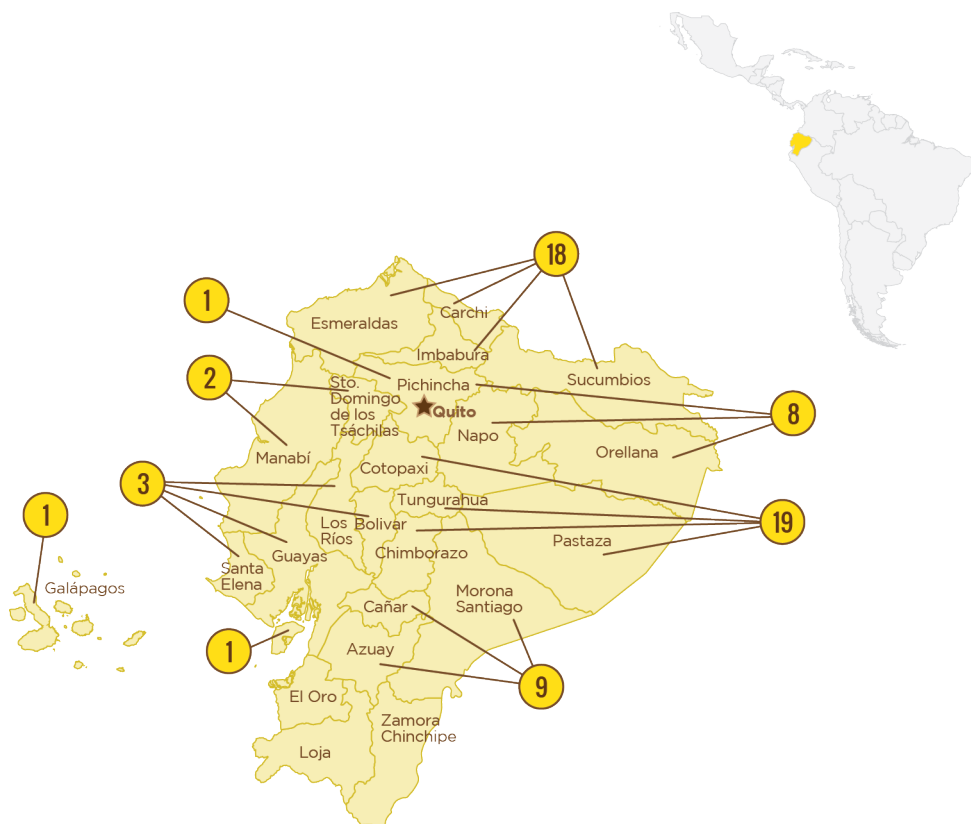 18
1
Carchi
Esmeraldas
Imbabura
2
Sto.
Domingo
de los
Tsáchilas
Pichincha
Sucumbios
Quito
8
Napo
Manabí
Cotopaxi
Orellana
3
Tungurahua
1
19
Los
Ríos
Bolivar
Chimborazo
Pastaza
Guayas
Santa
Elena
Galápagos
Cañar
Morona
Santiago
1
Azuay
9
El Oro
Zamora
Chinchipe
Loja